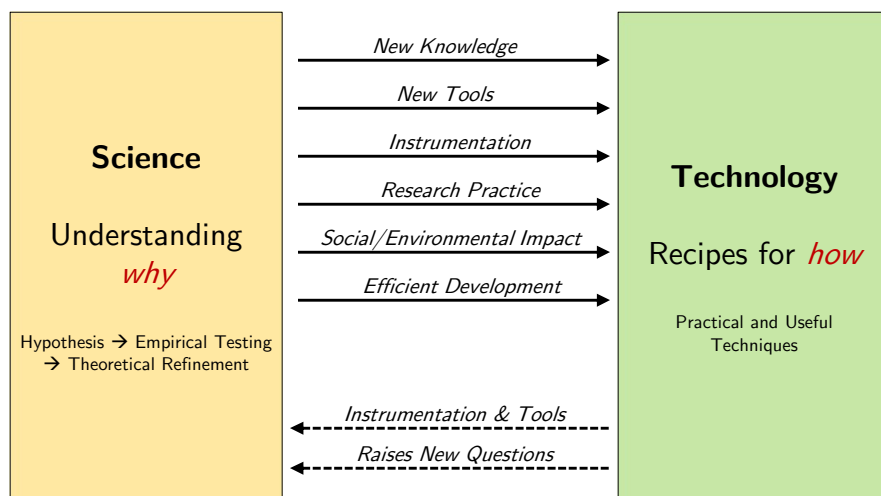 Science
Understanding
why
Hypothesis → Empirical Testing
→ Theoretical Refinement
New Knowledge
New Tools
Instrumentation
Research Practice
Social/Environmental Impact
Efficient Development
Instrumentation & Tools
Raises New Questions
Technology
Recipes for how
Practical and Useful
Techniques